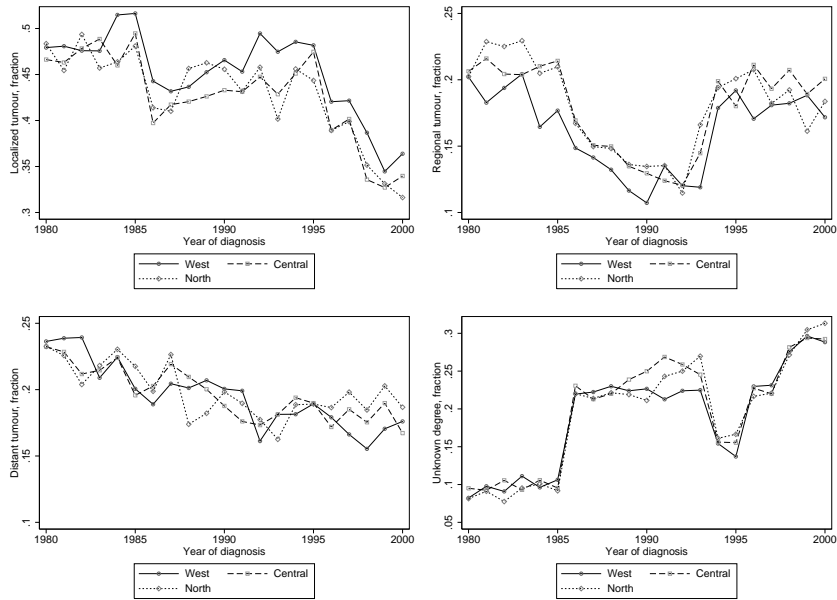 Localized tumour, fraction
.5
.45
.4
.35
.3
1980
1985
1990
1995
2000
Year of diagnosis
West
Central
North
Regional tumour, fraction
.25
.2
.15
.1
1980
1985
1990
1995
2000
Year of diagnosis
West
Central
North
Distant tumour, fraction
.25
.2
.15
.1
1980
1985
1990
1995
2000
Year of diagnosis
West
Central
North
Unknown degree, fraction
.3
.25
.2
.15
.1
.05
1980
1985
1990
1995
2000
Year of diagnosis
West
Central
North